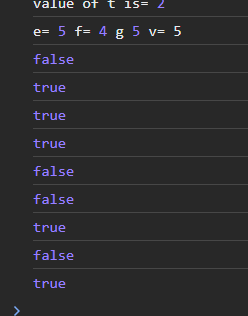 value of t is= 2
e= 5 f= 4 g 5 v= 5
false
true
true
true
false
false
true
false
true
>